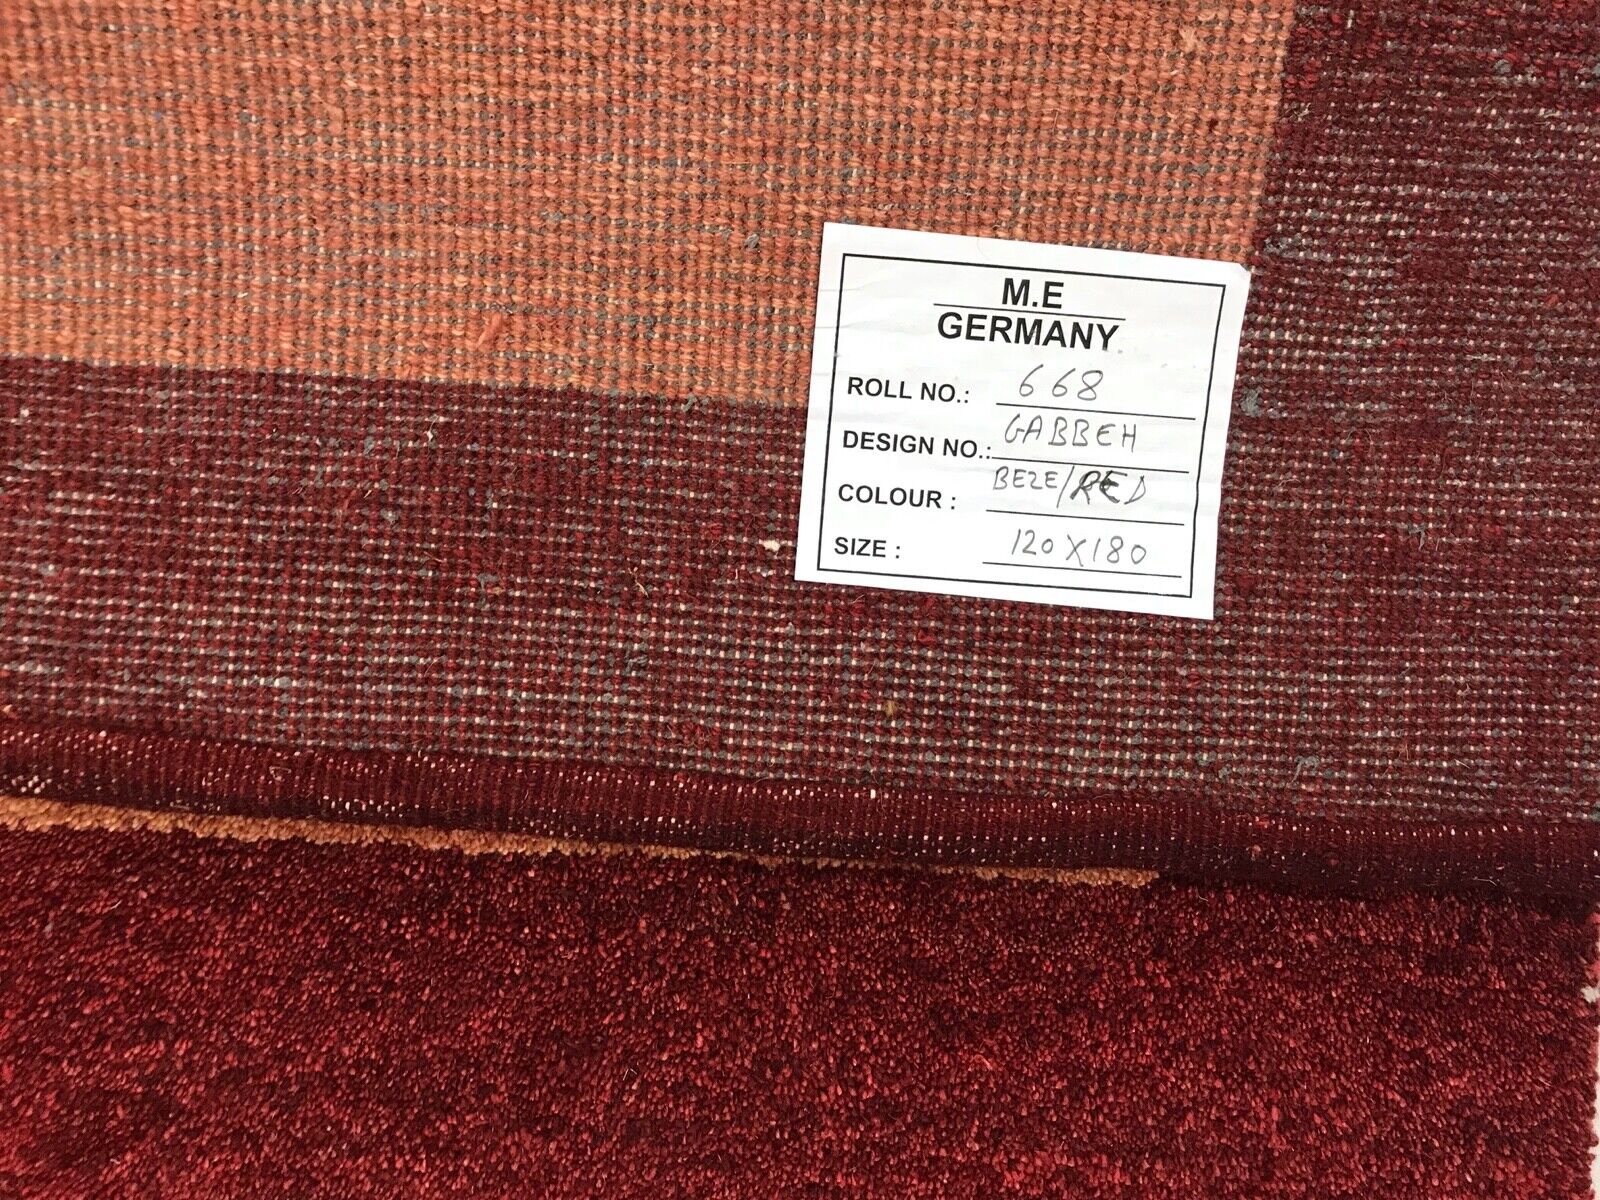 M.E
GERMANY
ROLL NO.: 668
DESIGN NO.: GABBEH
COLOUR : BEZE/RED
SIZE : 120X180